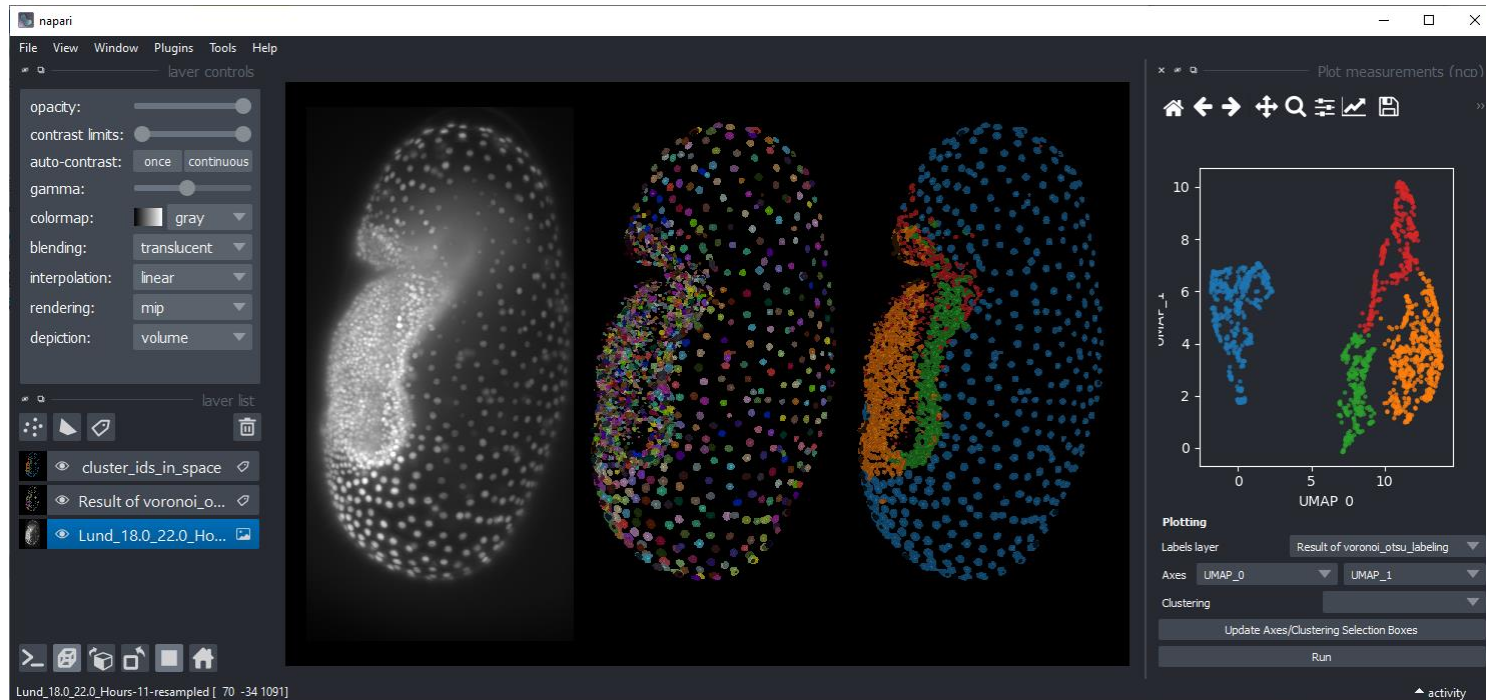 napari
File View Window Plugins Tools Help
layer controls
opacity:
contrast limits:
auto-contrast: once continuous
gamma:
colormap: gray
blending: translucent
interpolation: linear
rendering: mip
depiction: volume
layer list
cluster_ids_in_space
Result of voronoi_o...
Lund_18.0_22.0_Ho...
Lund_18.0_22.0_Hours-11-resampled [ 70 -34 1091]
Plot measurements (ncp)
10
8
6
4
2
0
UMAP_1
0 5 10
UMAP_0
Plotting
Labels layer Result of voronoi_otsu_labeling
Axes UMAP_0 UMAP_1
Clustering
Update Axes/Clustering Selection Boxes
Run
activity